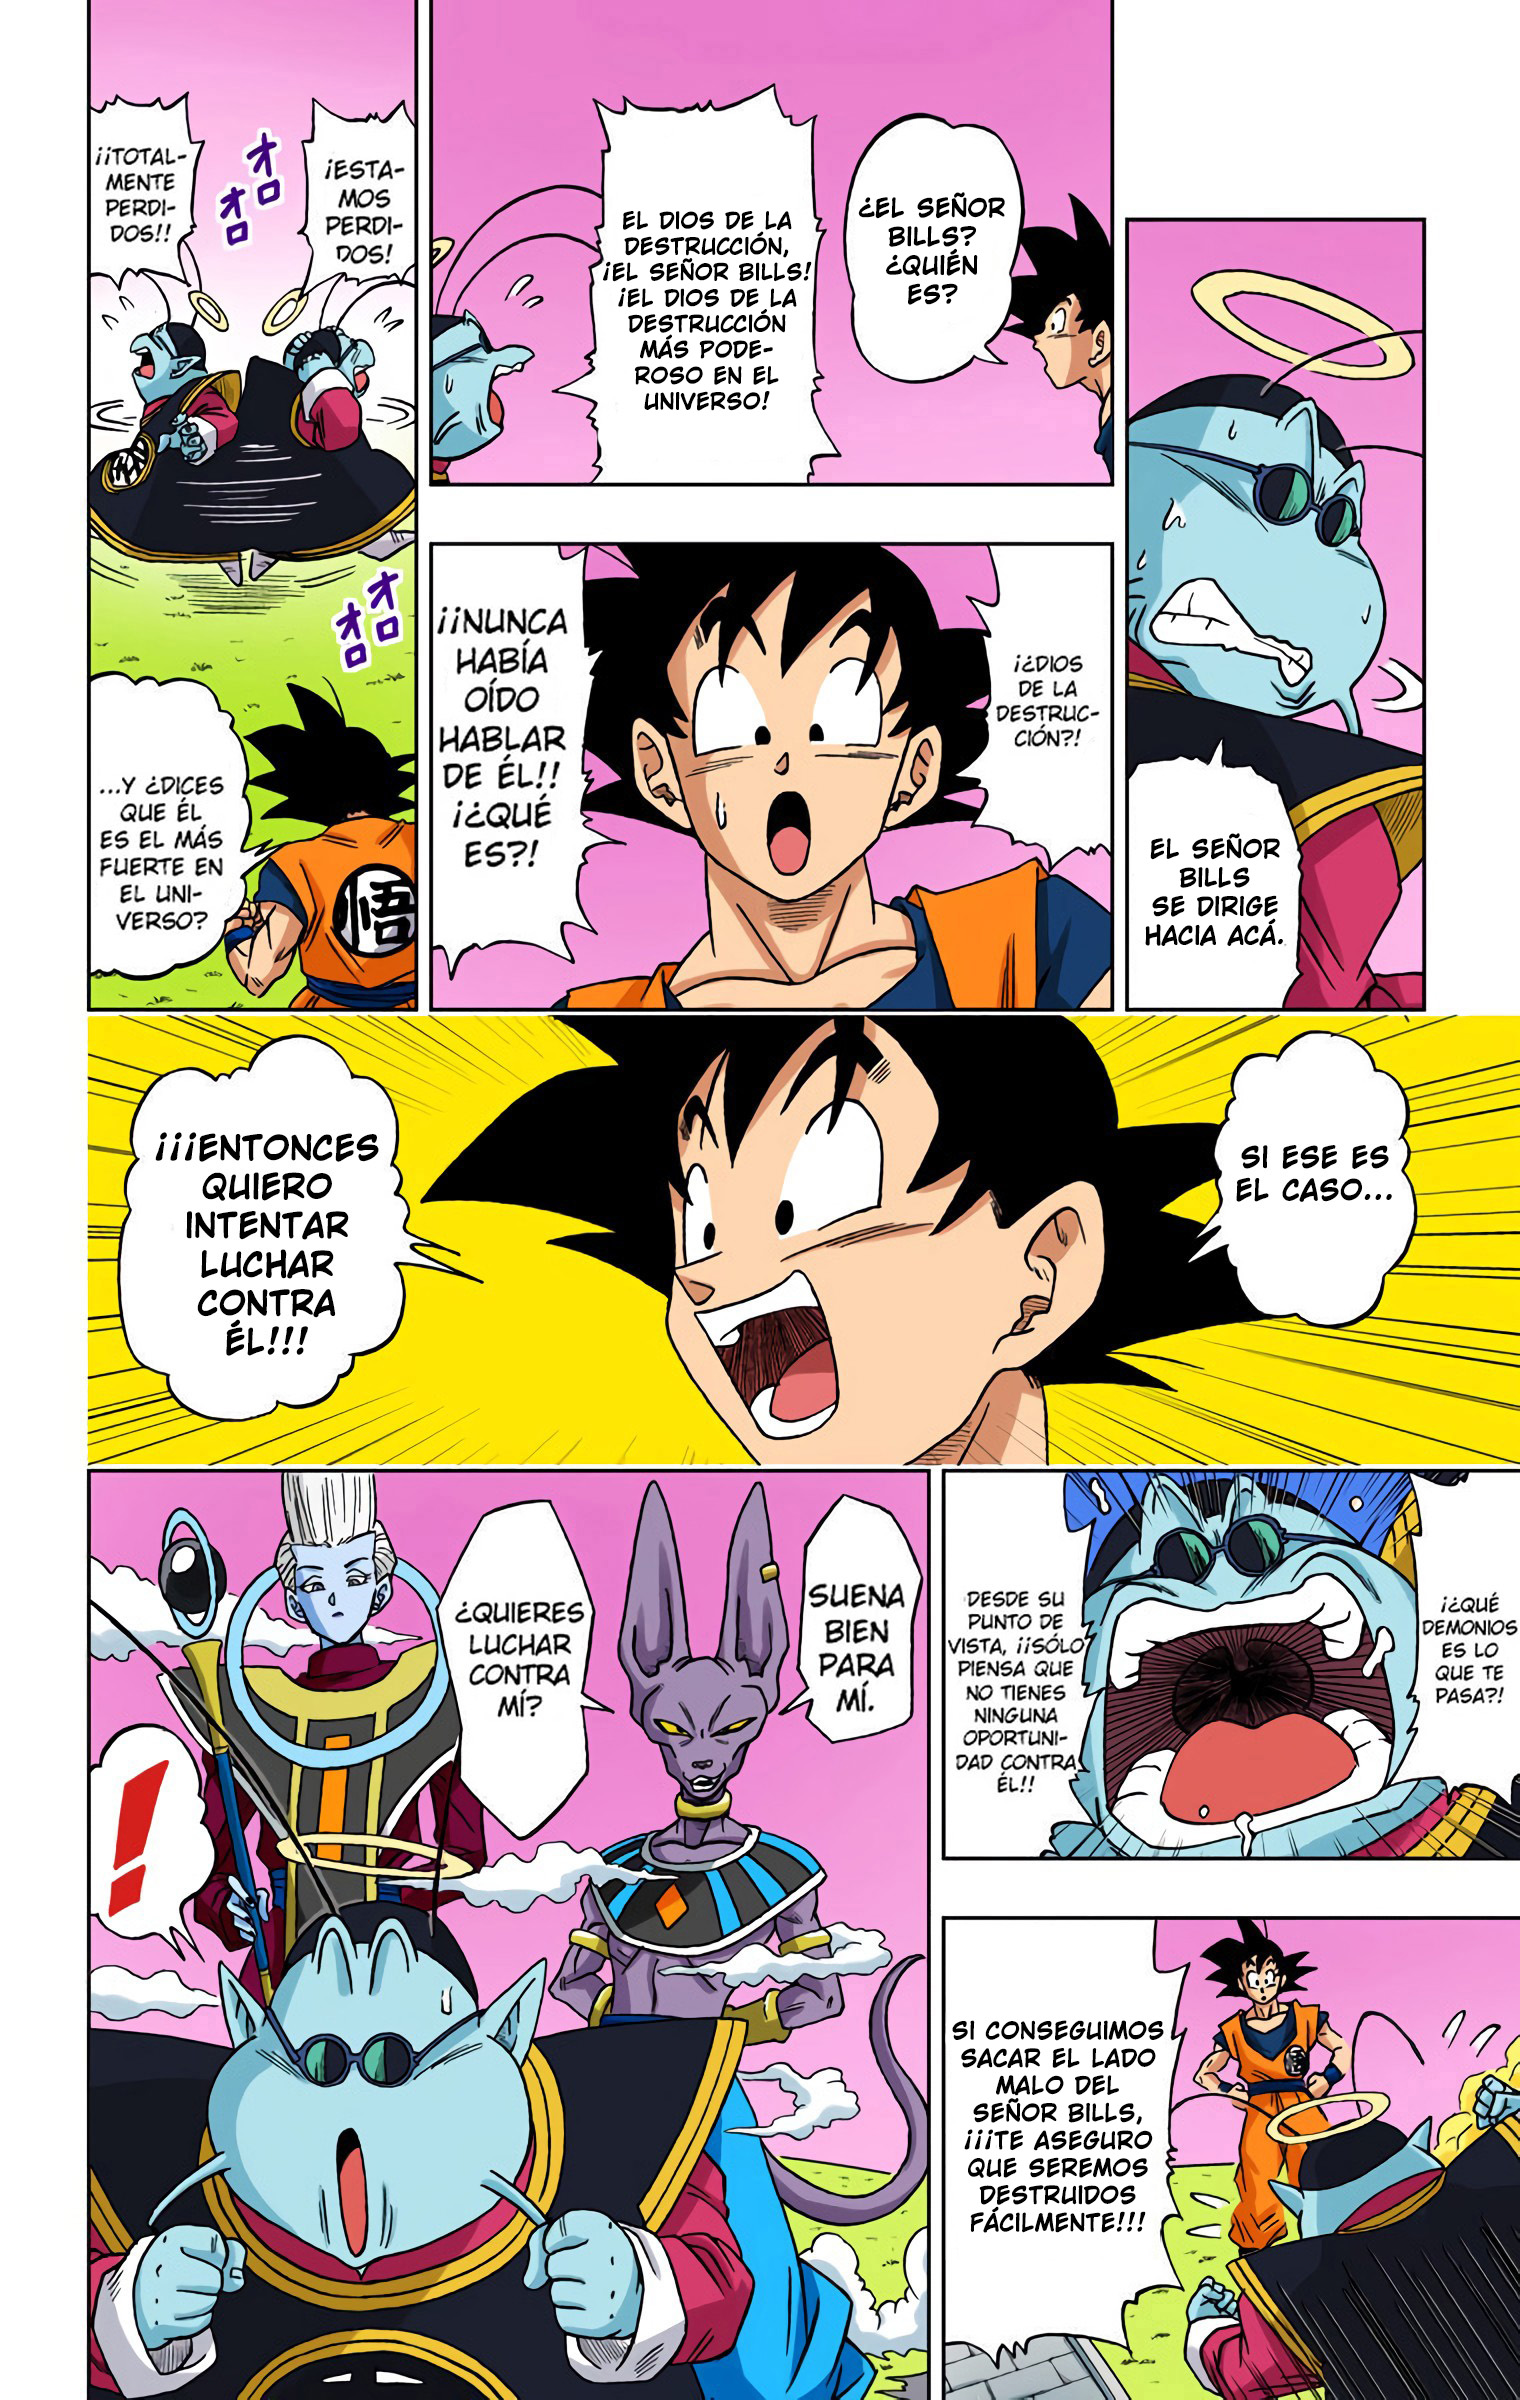 EL SEÑOR
BILLS
SE DIRIGE
HACIA ACÁ.
¿EL SEÑOR
BILLS?
¿QUIÉN
ES?
EL DIOS DE LA
DESTRUCCIÓN,
¡EL SEÑOR BILLS!
¡EL DIOS DE LA
DESTRUCCIÓN
MÁS PODE-
ROSO EN EL
UNIVERSO!
¡¿DIOS
DE LA
DESTRUC-
CIÓN?!
¡¡NUNCA
HABÍA
OÍDO
HABLAR
DE ÉL!!
¡¿QUÉ
ES?!
¡ESTA-
MOS
PERDI-
DOS!
オロ
オロ
¡¡TOTAL-
MENTE
PERDI-
DOS!!
オロ
オロ
...Y ¿DICES
QUE ÉL
ES EL MÁS
FUERTE EN
EL UNI-
VERSO?
悟
SI ESE ES
EL CASO...
¡¡¡ENTONCES
QUIERO
INTENTAR
LUCHAR
CONTRA
ÉL!!!
¡¿QUÉ
DEMONIOS
ES LO
QUE TE
PASA?!
DESDE SU
PUNTO DE
VISTA, ¡¡SÓLO
PIENSA QUE
NO TIENES
NINGUNA
OPORTUNI-
DAD CONTRA
ÉL!!
SI CONSEGUIMOS
SACAR EL LADO
MALO DEL
SEÑOR BILLS,
¡¡¡TE ASEGURO
QUE SEREMOS
DESTRUIDOS
FÁCILMENTE!!!
SUENA
BIEN
PARA
MÍ.
¿QUIERES
LUCHAR
CONTRA
MÍ?
!